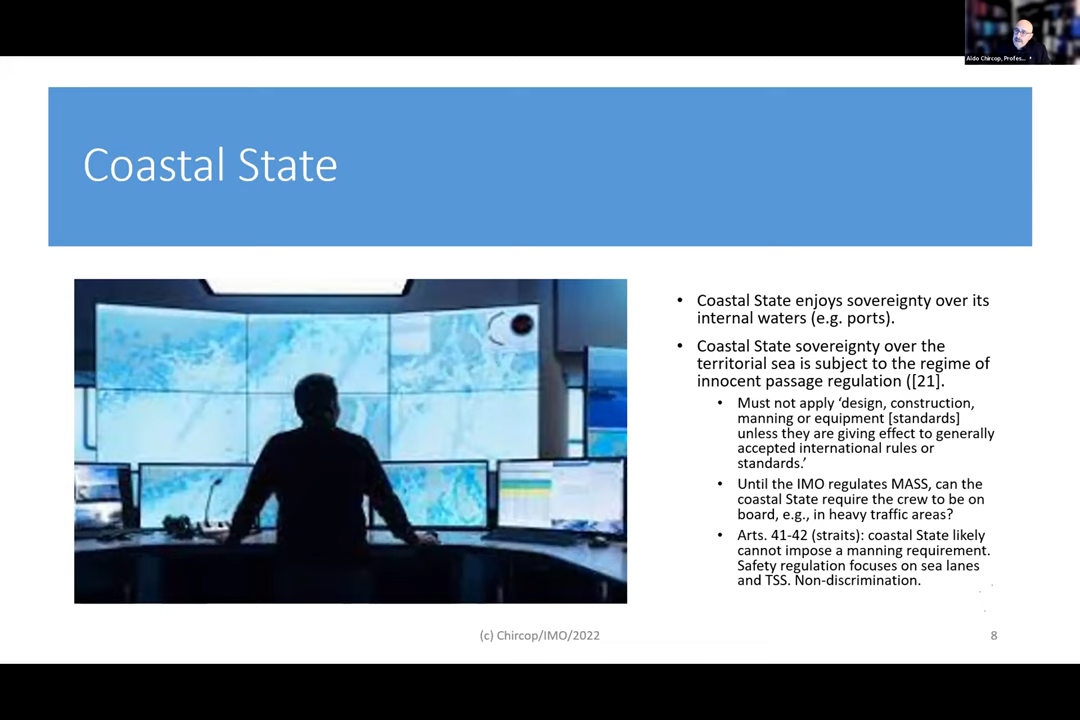 Aldo Chircop, Profes...
Coastal State
• Coastal State enjoys sovereignty over its
internal waters (e.g. ports).
• Coastal State sovereignty over the
territorial sea is subject to the regime of
innocent passage regulation ([21].
• Must not apply ‘design, construction,
manning or equipment [standards]
unless they are giving effect to generally
accepted international rules or
standards.’
• Until the IMO regulates MASS, can the
coastal State require the crew to be on
board, e.g., in heavy traffic areas?
• Arts. 41-42 (straits): coastal State likely
cannot impose a manning requirement.
Safety regulation focuses on sea lanes
and TSS. Non-discrimination.
(c) Chircop/IMO/2022
8